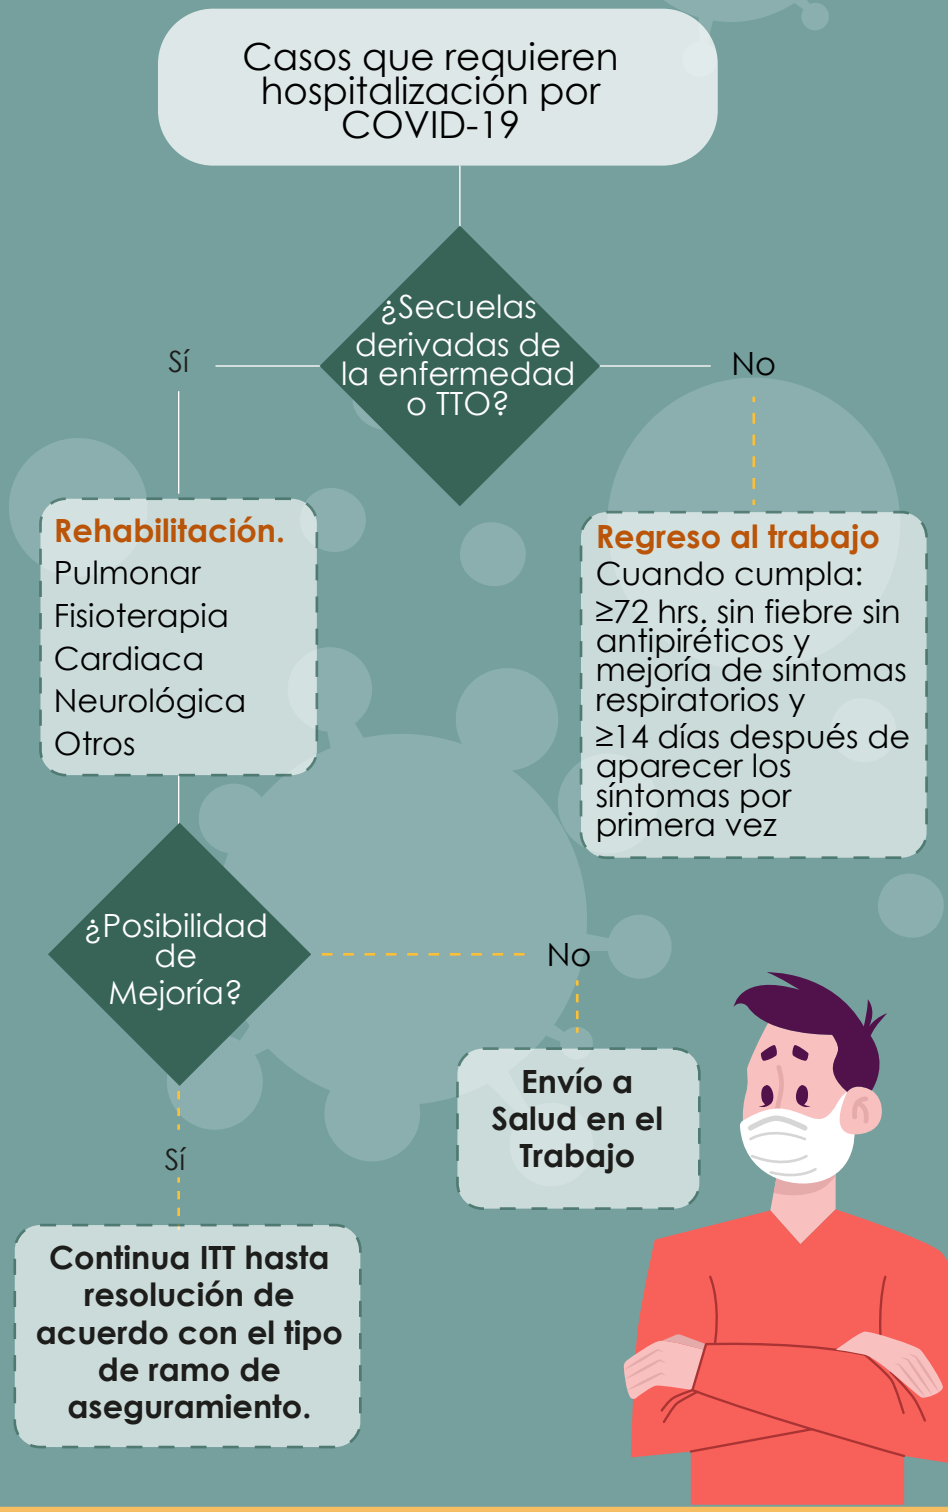 Casos que requieren
hospitalización por
COVID-19
¿Secuelas
derivadas de
la enfermedad
o TTO?
Sí
No
Rehabilitación.
Pulmonar
Fisioterapia
Cardiaca
Neurológica
Otros
Regreso al trabajo
Cuando cumpla:
≥72 hrs. sin fiebre sin
antipiréticos y
mejoría de síntomas
respiratorios y
≥14 días después de
aparecer los
síntomas por
primera vez
¿Posibilidad
de
Mejoría?
No
Envío a
Salud en el
Trabajo
Sí
Continua ITT hasta
resolución de
acuerdo con el tipo
de ramo de
aseguramiento.